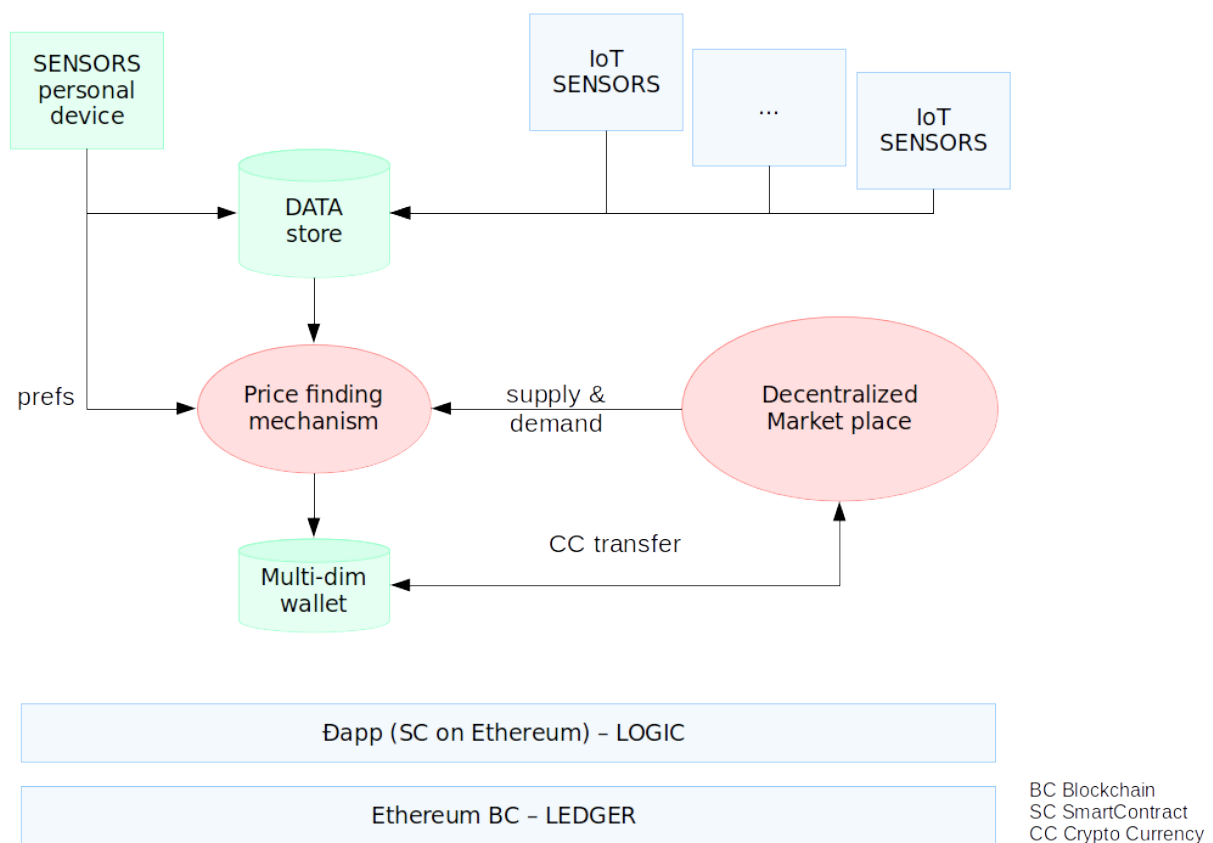 SENSORS
personal
device
IoT
SENSORS
...
IoT
SENSORS
DATA
store
prefs
Price finding
mechanism
supply &
demand
Decentralized
Market place
CC transfer
Multi-dim
wallet
Ðapp (SC on Ethereum) – LOGIC
Ethereum BC – LEDGER
BC Blockchain
SC SmartContract
CC Crypto Currency